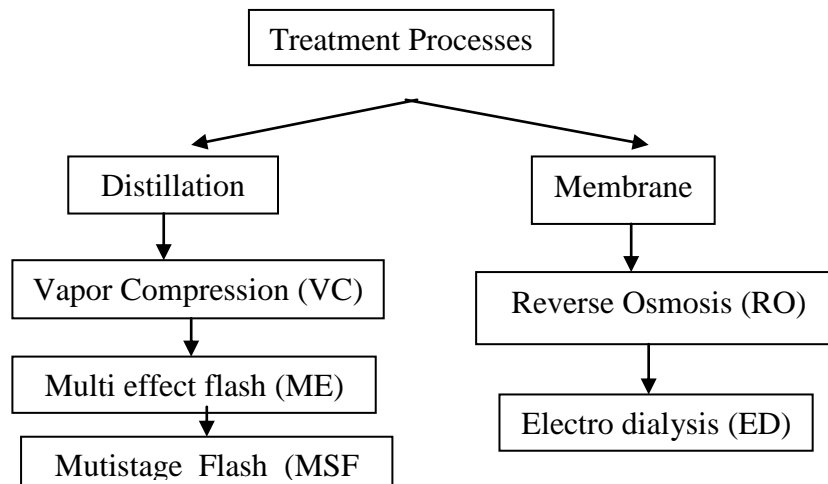 Treatment Processes
Distillation
Membrane
Vapor Compression (VC)
Reverse Osmosis (RO)
Multi effect flash (ME)
Electro dialysis (ED)
Mutistage Flash (MSF